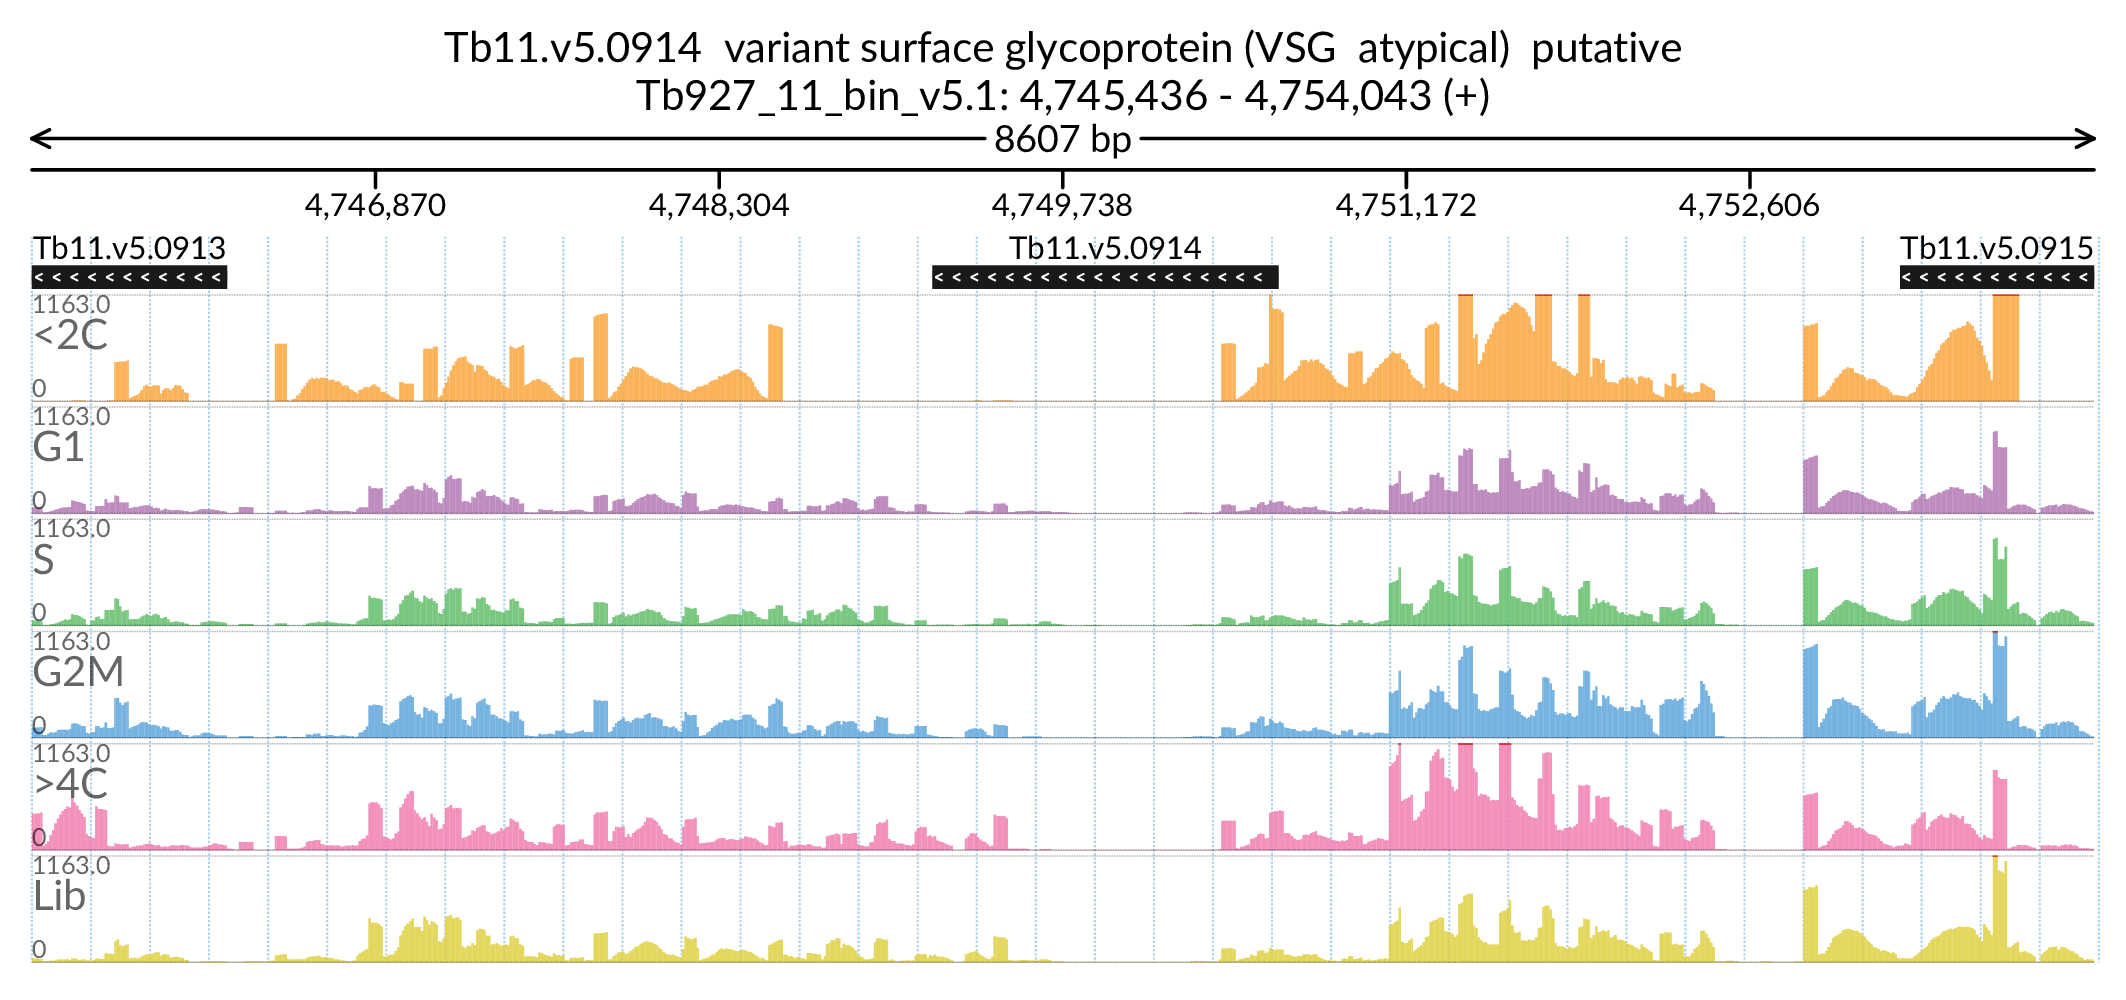 Tb11.v5.0914 variant surface glycoprotein (VSG atypical) putative
Tb927_11_bin_v5.1: 4,745,436 - 4,754,043 (+)
8607 bp
4,746,870 4,748,304 4,749,738 4,751,172 4,752,606
Tb11.v5.0913 Tb11.v5.0914 Tb11.v5.0915
< < < < < < < < < < < < < < < < < < < < < < < < < < < < < < < < < < < < < < < < < < <
1163.0
<2C
0
1163.0
G1
0
1163.0
S
0
1163.0
G2M
0
1163.0
>4C
0
1163.0
Lib
0